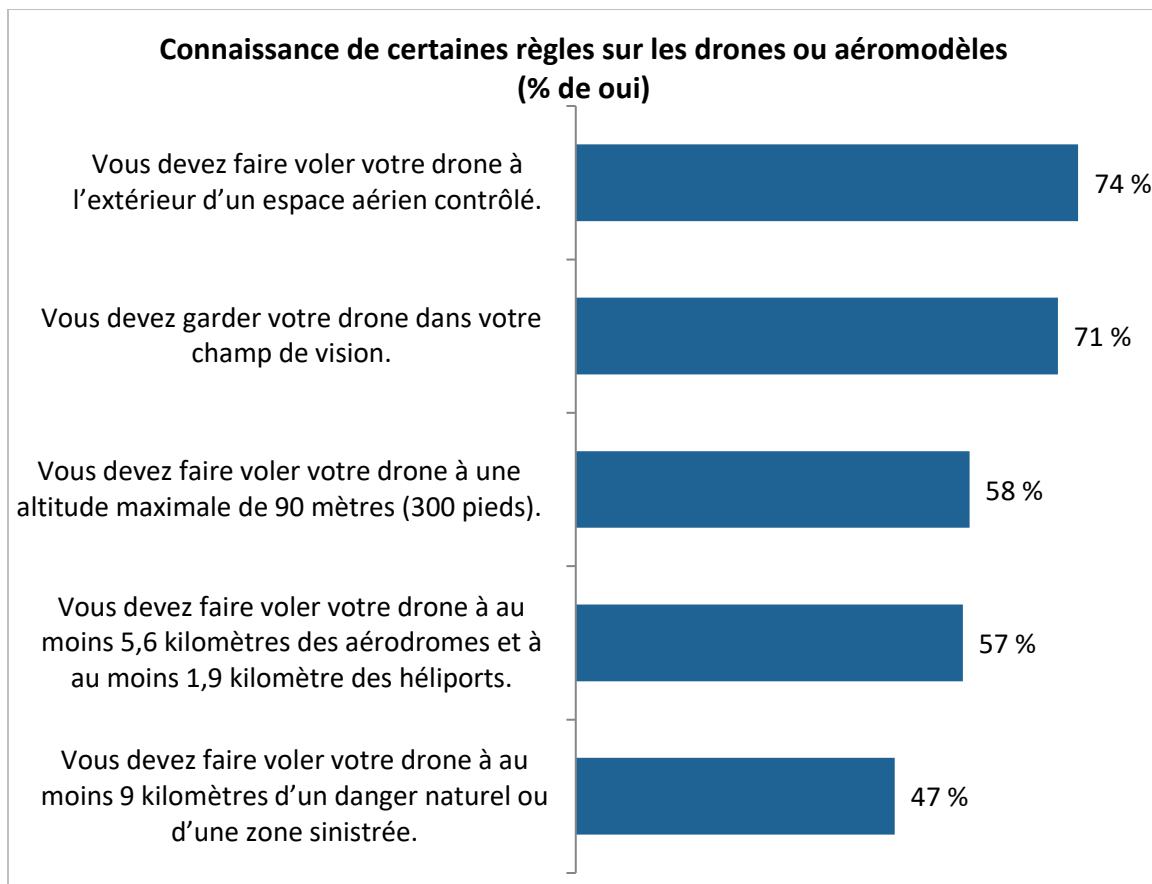 Connaissance de certaines règles sur les drones ou aéromodèles
(% de oui)
Vous devez faire voler votre drone à
l’extérieur d’un espace aérien contrôlé.
74 %
Vous devez garder votre drone dans votre
champ de vision.
71 %
Vous devez faire voler votre drone à une
altitude maximale de 90 mètres (300 pieds).
58 %
Vous devez faire voler votre drone à au
moins 5,6 kilomètres des aérodromes et à
au moins 1,9 kilomètre des héliports.
57 %
Vous devez faire voler votre drone à au
moins 9 kilomètres d’un danger naturel ou
d’une zone sinistrée.
47 %